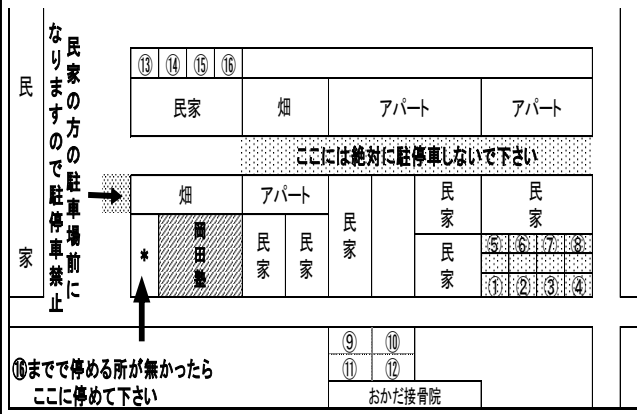 民家の方の駐車場前に
なりますので駐停車禁止
民家
⑬ ⑭ ⑮ ⑯
民家 畑 アパート アパート
ここには絶対に駐停車しないで下さい
畑 アパート 民家 民家 民家
* 岡田塾 民家 民家 民家
⑤ ⑥ ⑦ ⑧
① ② ③ ④
⑨ ⑩
⑪ ⑫
おかだ接骨院
⑯までで停める所が無かったら
ここに停めて下さい